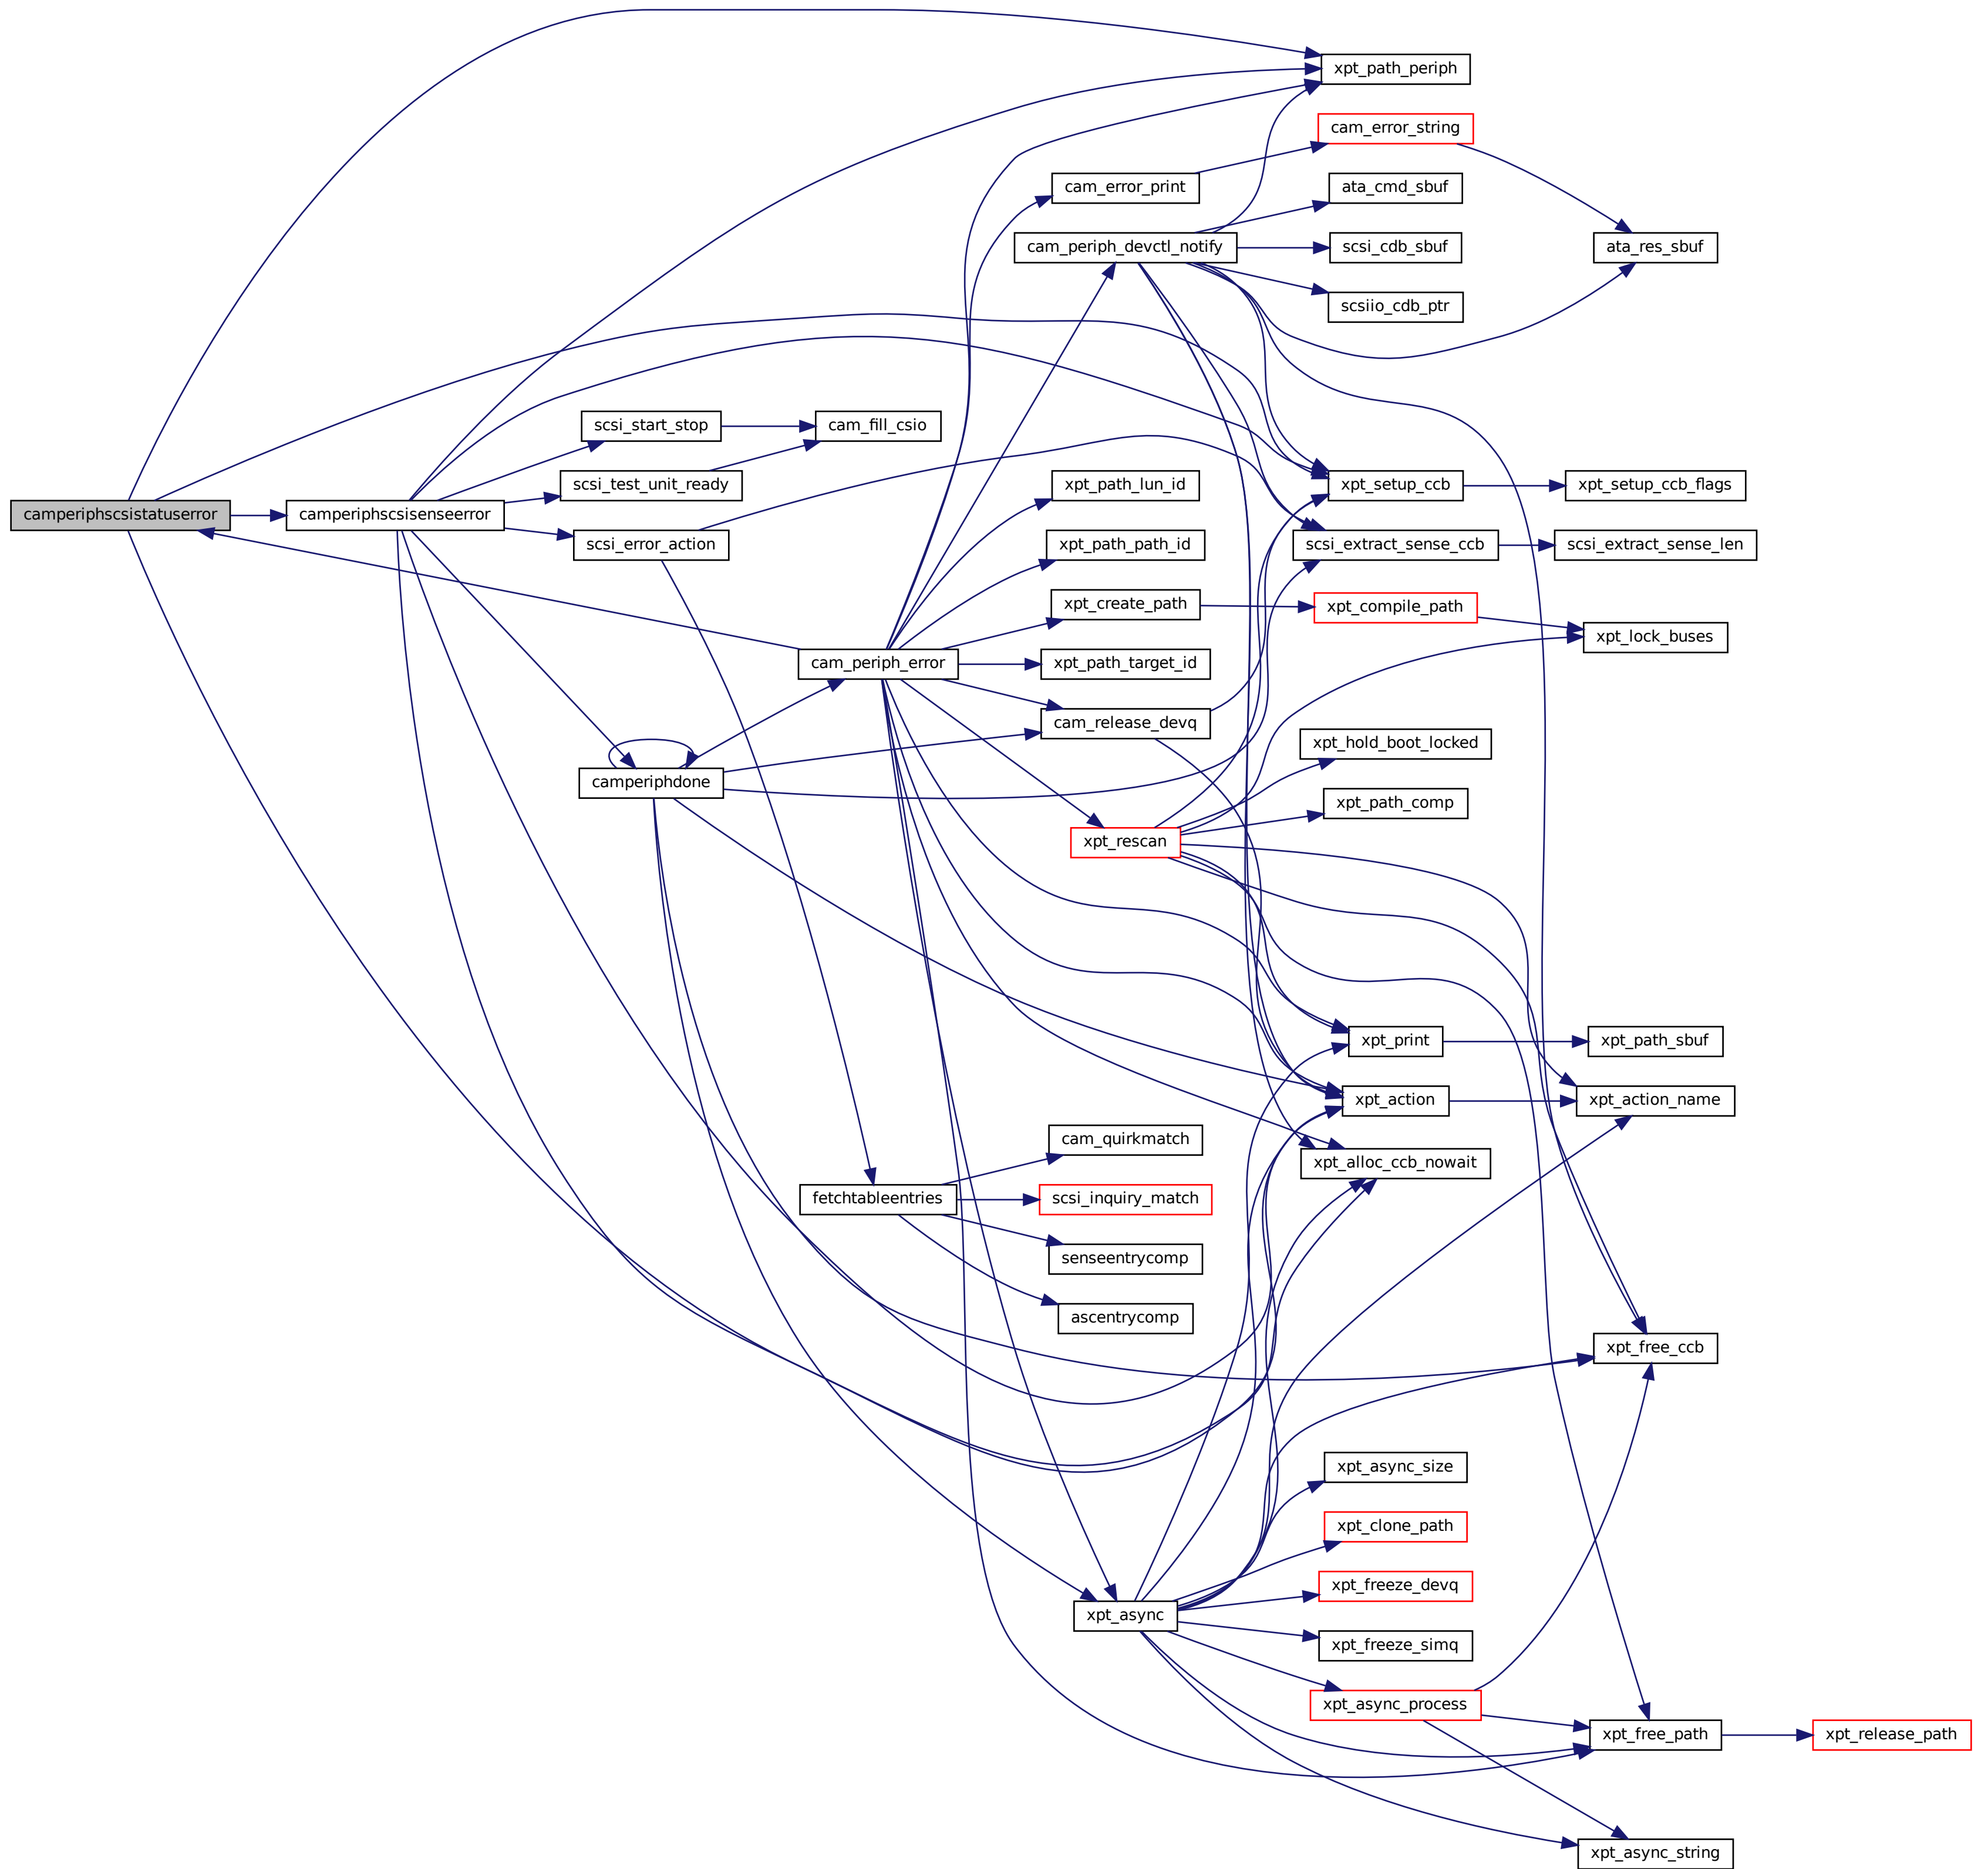 xpt_path_periph
cam_error_string
cam_error_print
ata_cmd_sbuf
cam_periph_devctl_notify
scsi_cdb_sbuf
ata_res_sbuf
scsiio_cdb_ptr
scsi_start_stop
cam_fill_csio
scsi_test_unit_ready
xpt_path_lun_id
xpt_setup_ccb
xpt_setup_ccb_flags
camperiphscsistatuserror
camperiphscsisenseerror
scsi_error_action
xpt_path_path_id
scsi_extract_sense_ccb
scsi_extract_sense_len
xpt_create_path
xpt_compile_path
xpt_lock_buses
cam_periph_error
xpt_path_target_id
cam_release_devq
xpt_hold_boot_locked
camperiphdone
xpt_path_comp
xpt_rescan
xpt_print
xpt_path_sbuf
xpt_action
xpt_action_name
cam_quirkmatch
xpt_alloc_ccb_nowait
fetchtableentries
scsi_inquiry_match
senseentrycomp
ascentrycomp
xpt_free_ccb
xpt_async_size
xpt_clone_path
xpt_freeze_devq
xpt_async
xpt_freeze_simq
xpt_async_process
xpt_free_path
xpt_release_path
xpt_async_string